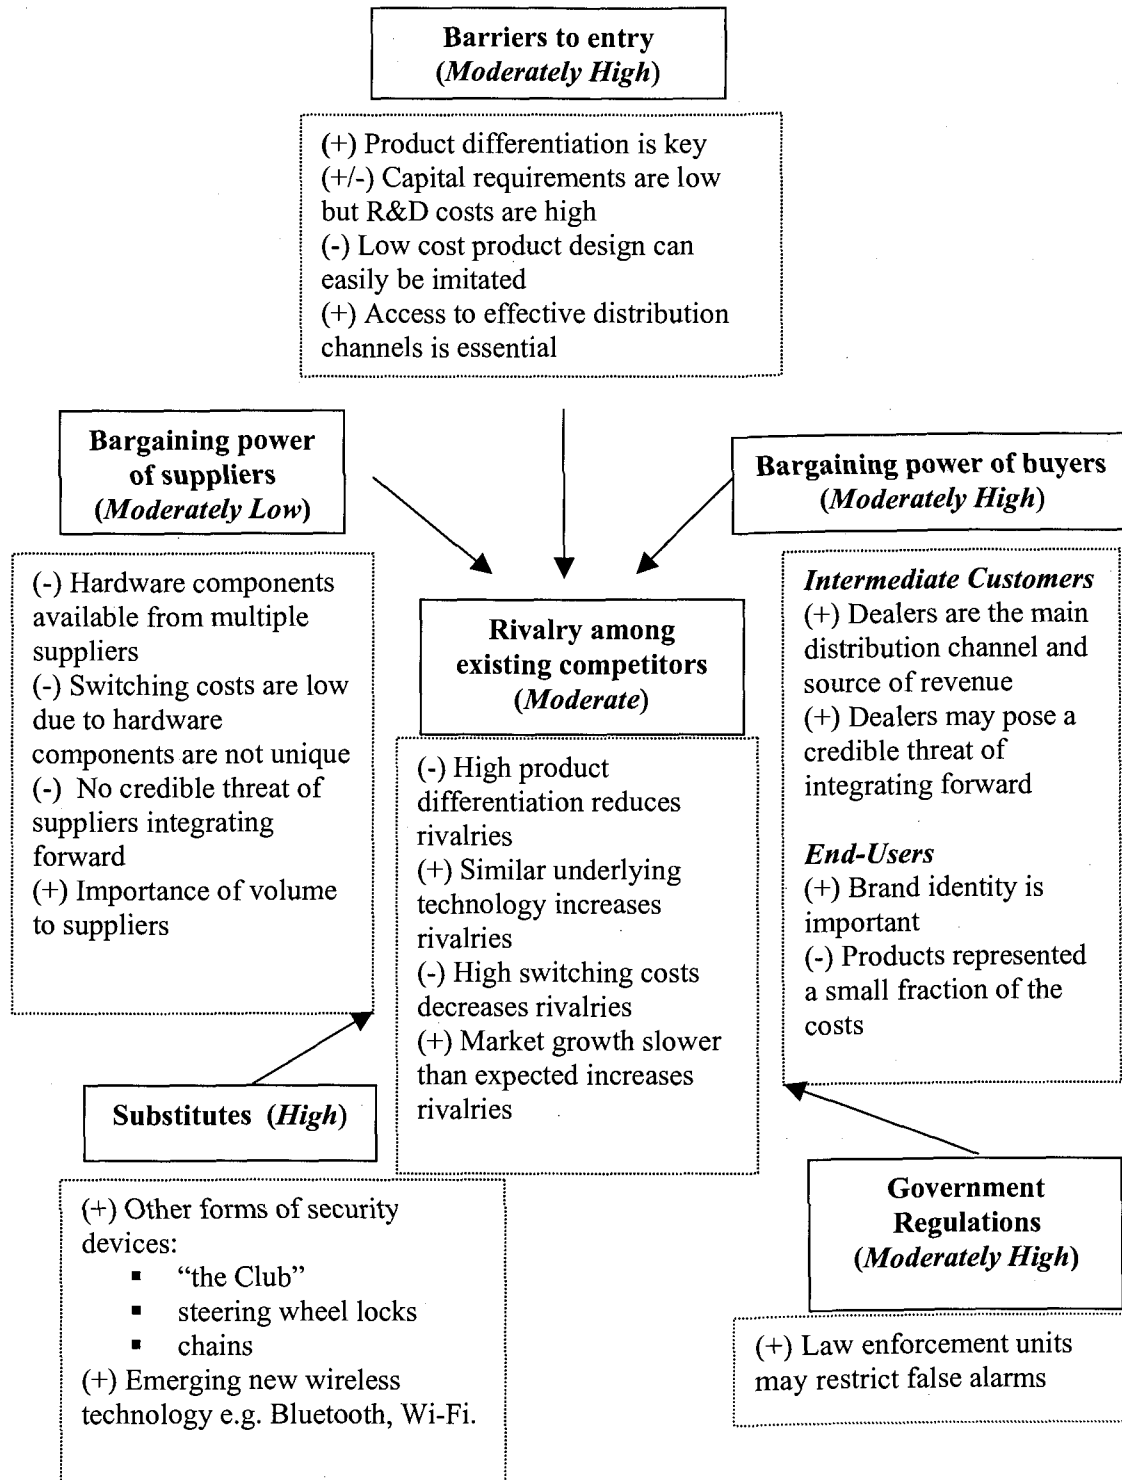 Barriers to entry
(Moderately High)
(+) Product differentiation is key
(+/-) Capital requirements are low
but R&D costs are high
(-) Low cost product design can
easily be imitated
(+) Access to effective distribution
channels is essential
Bargaining power
of suppliers
(Moderately Low)
(-) Hardware components
available from multiple
suppliers
(-) Switching costs are low
due to hardware
components are not unique
(-) No credible threat of
suppliers integrating
forward
(+) Importance of volume
to suppliers
Rivalry among
existing competitors
(Moderate)
(-) High product
differentiation reduces
rivalries
(+) Similar underlying
technology increases
rivalries
(-) High switching costs
decreases rivalries
(+) Market growth slower
than expected increases
rivalries
Bargaining power of buyers
(Moderately High)
Intermediate Customers
(+) Dealers are the main
distribution channel and
source of revenue
(+) Dealers may pose a
credible threat of
integrating forward
End-Users
(+) Brand identity is
important
(-) Products represented
a small fraction of the
costs
Substitutes (High)
(+) Other forms of security
devices:
▪ “the Club”
▪ steering wheel locks
▪ chains
(+) Emerging new wireless
technology e.g. Bluetooth, Wi-Fi.
Government
Regulations
(Moderately High)
(+) Law enforcement units
may restrict false alarms